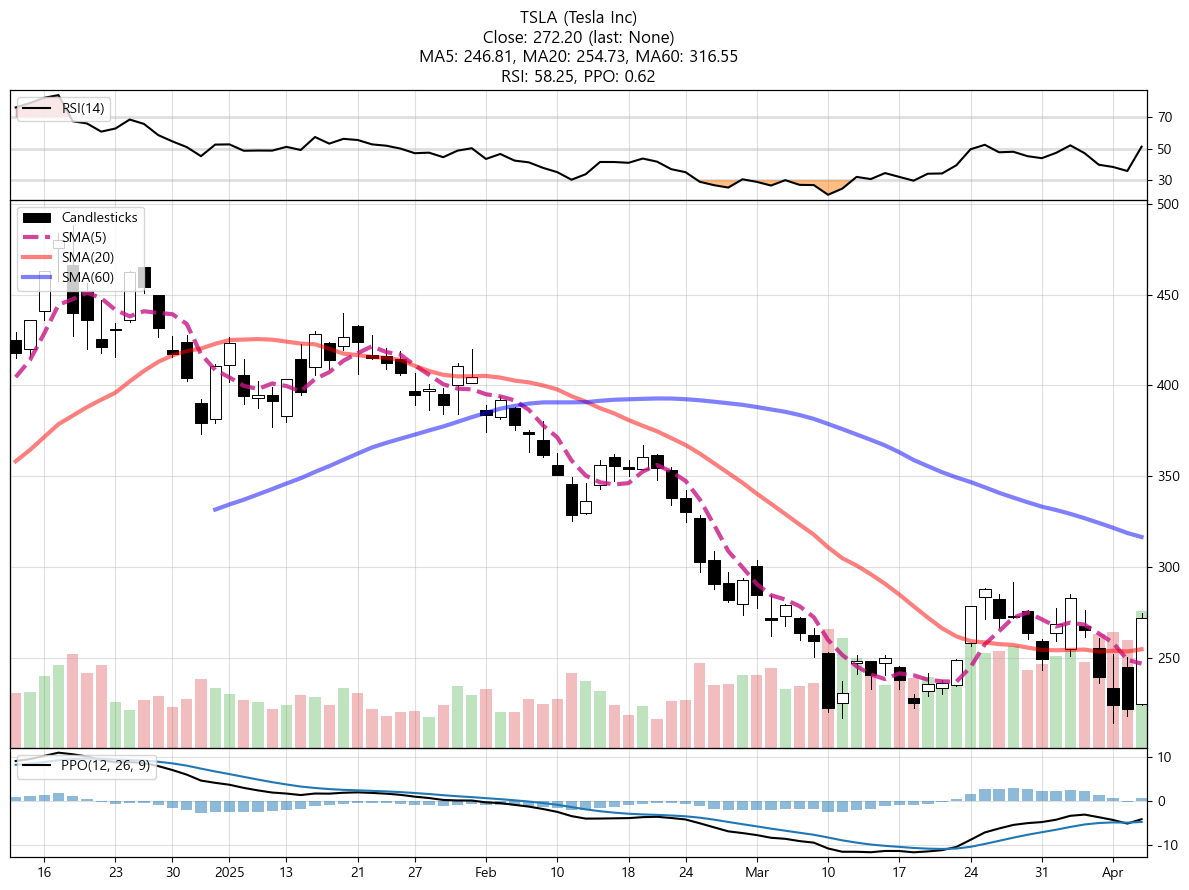 TSLA (Tesla Inc)
Close: 272.20 (last: None)
MA5: 246.81, MA20: 254.73, MA60: 316.55
RSI: 58.25, PPO: 0.62
RSI(14)
70
50
30
Candlesticks
SMA(5)
SMA(20)
SMA(60)
500
450
400
350
300
250
PPO(12, 26, 9)
10
0
-10
16 23 30 2025 13 21 27 Feb 10 18 24 Mar 10 17 24 31 Apr